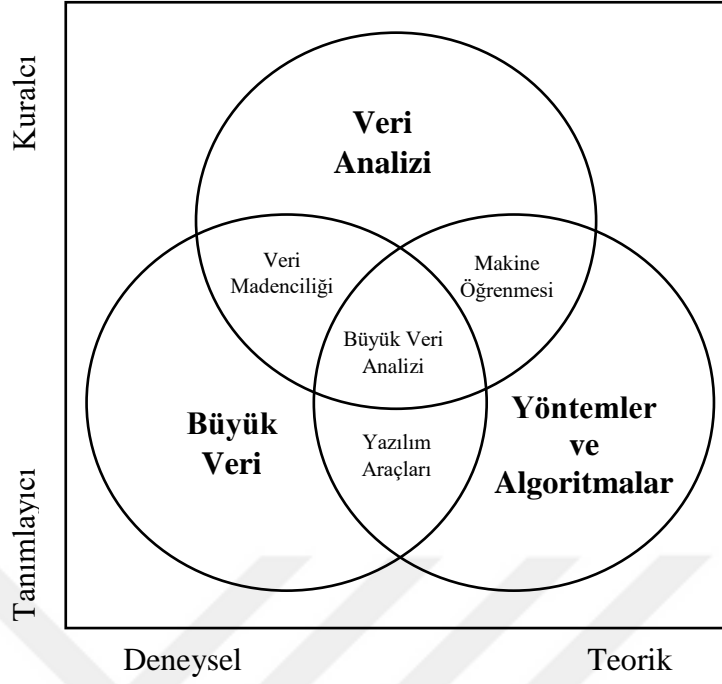 Kuralcı
Veri
Analizi
Veri
Madenciliği
Makine
Öğrenmesi
Büyük Veri
Analizi
Büyük
Veri
Yazılım
Araçları
Yöntemler
ve
Algoritmalar
Tanımlayıcı
Deneysel
Teorik